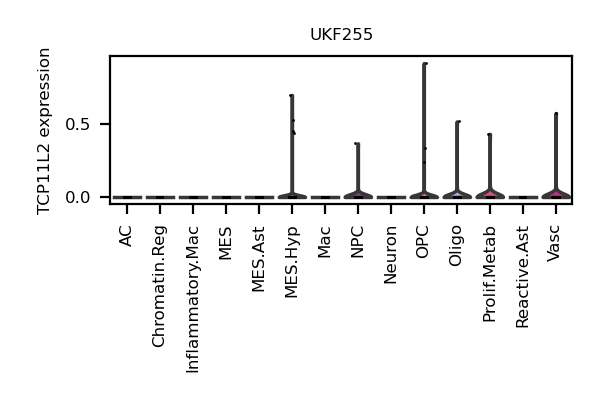 UKF255
TCP11L2 expression
0.5
0.0
AC
Chromatin.Reg
Inflammatory.Mac
MES
MES.Ast
MES.Hyp
Mac
NPC
Neuron
OPC
Oligo
Prolif.Metab
Reactive.Ast
Vasc